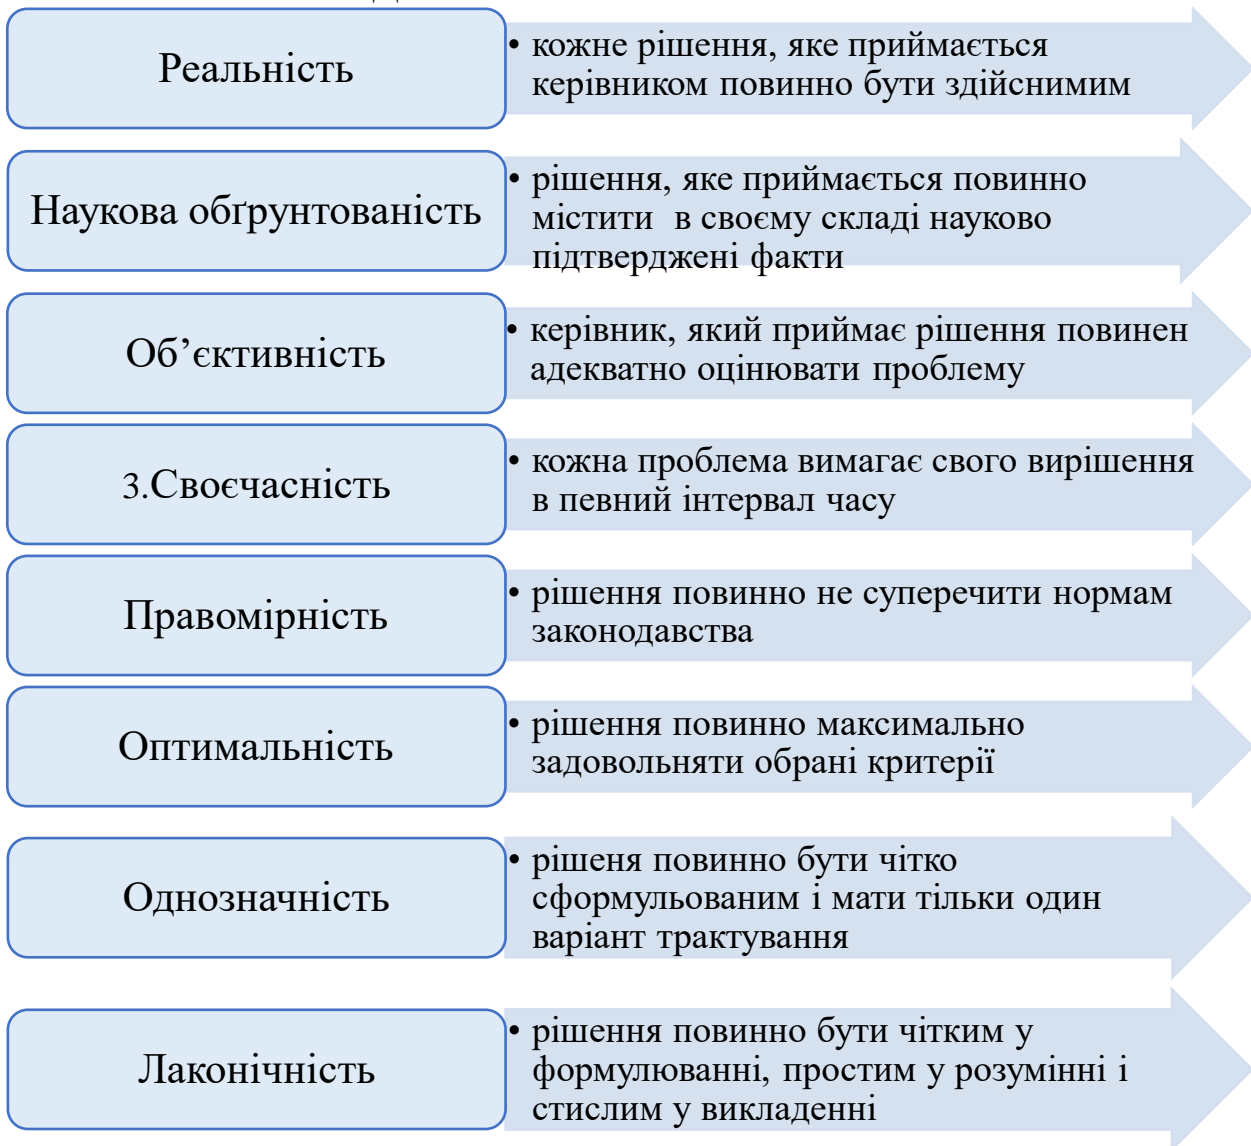 Реальність
• кожне рішення, яке приймається
керівником повинно бути здійснимим
Наукова обґрунтованість
• рішення, яке приймається повинно
містити  в своєму складі науково
підтверджені факти
Об’єктивність
• керівник, який приймає рішення повинен
адекватно оцінювати проблему
3.Своєчасність
• кожна проблема вимагає свого вирішення
в певний інтервал часу
Правомірність
• рішення повинно не суперечити нормам
законодавства
Оптимальність
• рішення повинно максимально
задовольняти обрані критерії
Однозначність
• рішеня повинно бути чітко
сформульованим і мати тільки один
варіант трактування
Лаконічність
• рішення повинно бути чітким у
формулюванні, простим у розумінні і
стислим у викладенні